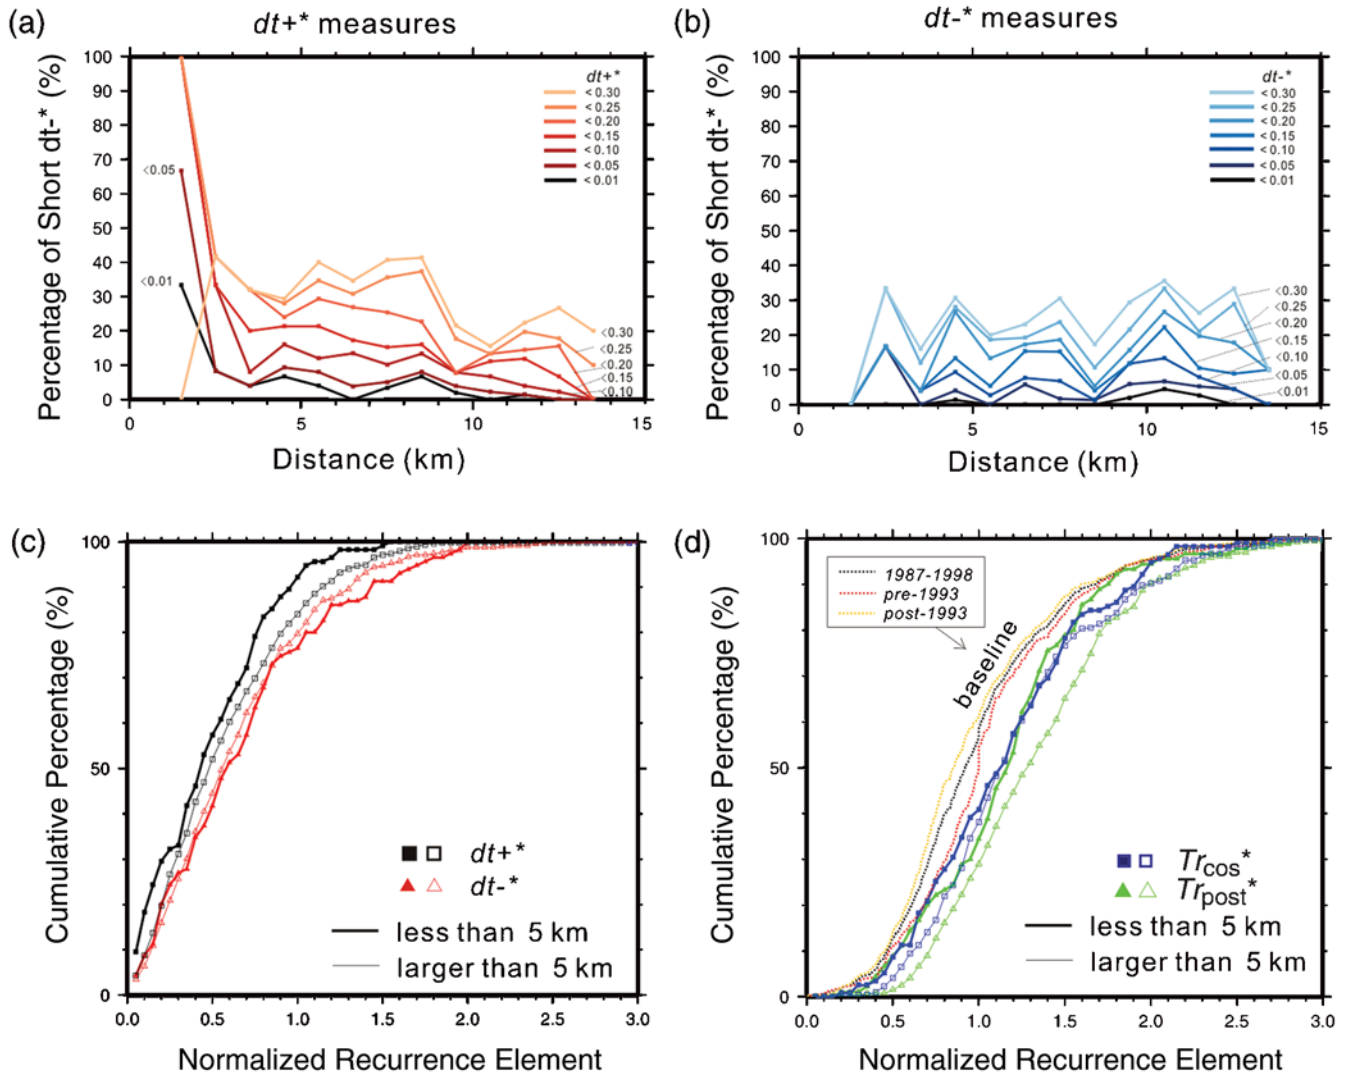 (a)
dt+* measures
Percentage of Short dt-* (%)
100
90
80
70
60
50
40
30
20
10
0
<0.05
<0.01
dt+*
<0.30
<0.25
<0.20
<0.15
<0.10
<0.05
<0.01
<0.30
<0.25
<0.20
<0.15
<0.10
0
5
10
15
Distance (km)
(b)
dt-* measures
Percentage of Short dt-* (%)
100
90
80
70
60
50
40
30
20
10
0
dt-*
<0.30
<0.25
<0.20
<0.15
<0.10
<0.05
<0.01
<0.30
<0.25
<0.20
<0.15
<0.10
<0.05
<0.01
0
5
10
15
Distance (km)
(c)
Cumulative Percentage (%)
100
50
0
dt+*
dt-*
less than 5 km
larger than 5 km
0.0
0.5
1.0
1.5
2.0
2.5
3.0
Normalized Recurrence Element
(d)
Cumulative Percentage (%)
100
50
0
1987-1998
pre-1993
post-1993
baseline
Trcos*
Trpost*
less than 5 km
larger than 5 km
0.0
0.5
1.0
1.5
2.0
2.5
3.0
Normalized Recurrence Element